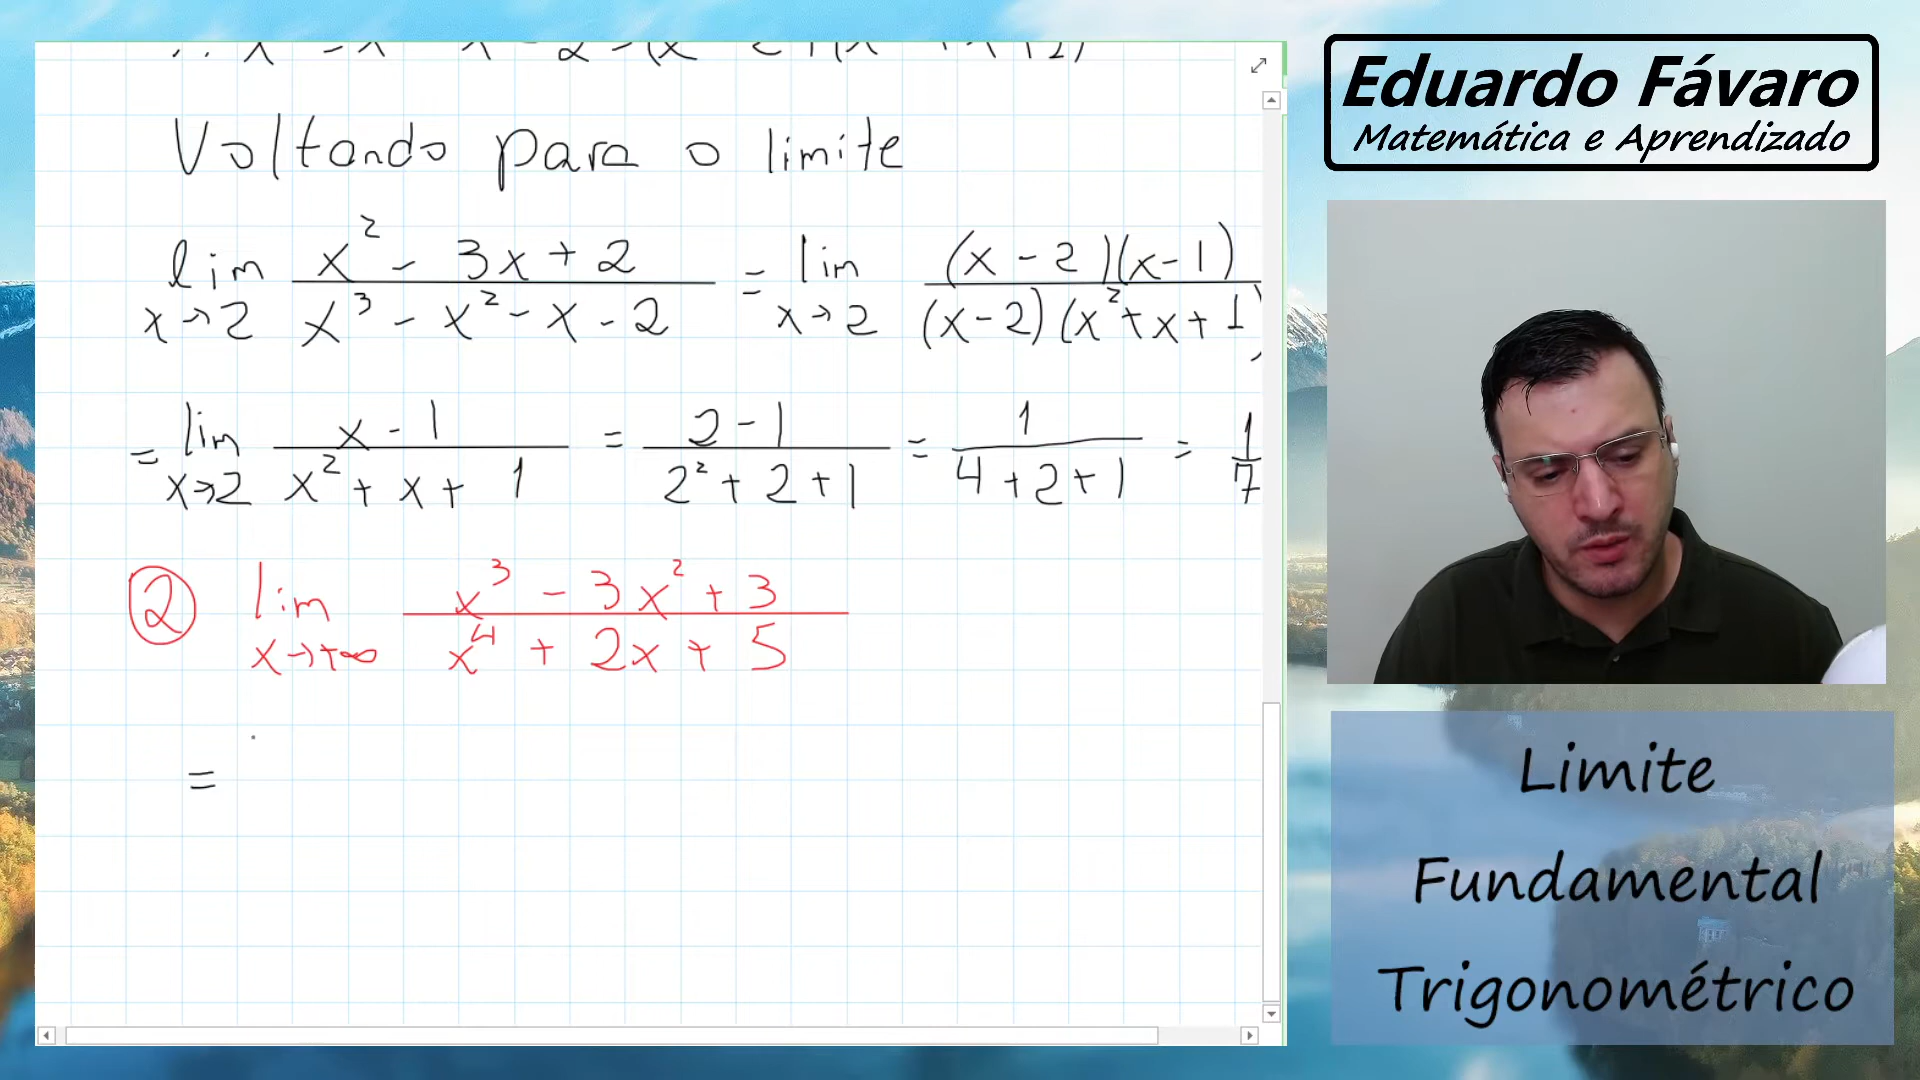 Eduardo Fávaro
Matemática e Aprendizado
Voltando para o limite
lim x→2 (x² - 3x + 2)/(x³ - x² - x - 2) = lim x→2 ((x - 2)(x - 1))/((x - 2)(x² + x + 1))
= lim x→2 (x - 1)/(x² + x + 1) = (2 - 1)/(2² + 2 + 1) = 1/(4 + 2 + 1) = 1/7
② lim x→+∞ (x³ - 3x² + 3)/(x⁴ + 2x + 5)
=
Limite
Fundamental
Trigonométrico